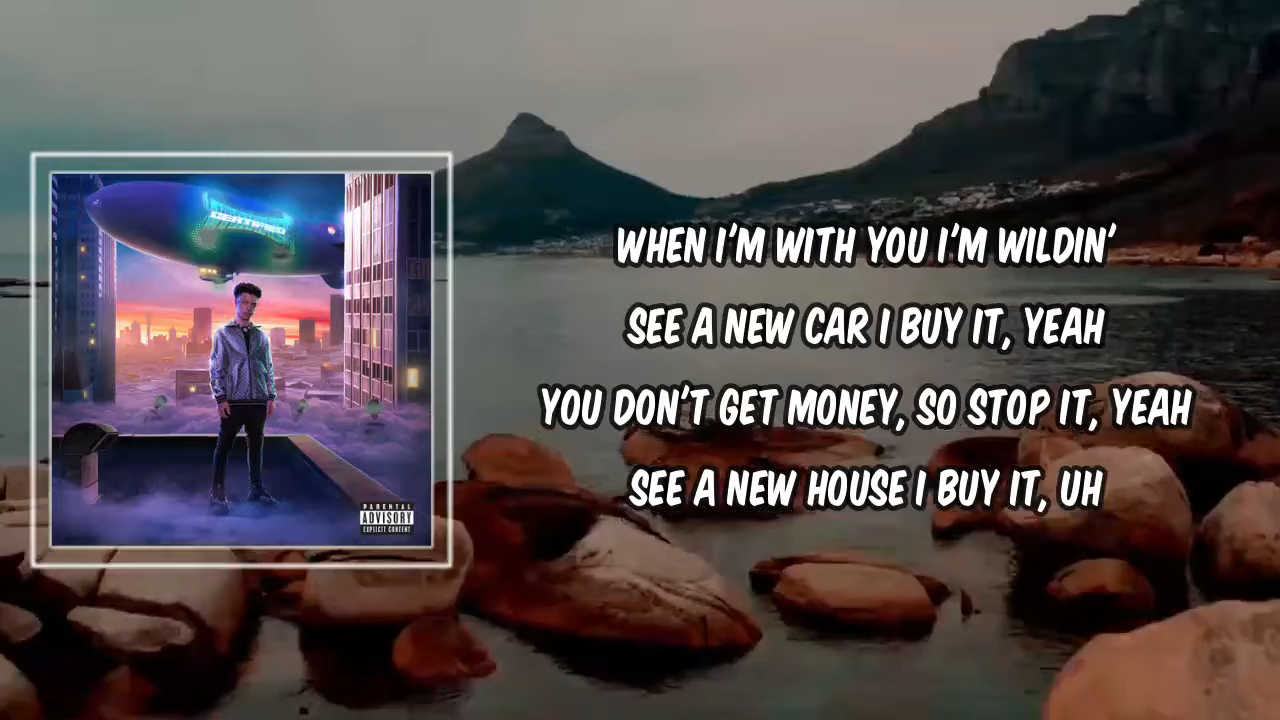 CERTIFIED
PARENTAL
ADVISORY
EXPLICIT CONTENT
WHEN I'M WITH YOU I'M WILDIN'
SEE A NEW CAR I BUY IT, YEAH
YOU DON'T GET MONEY, SO STOP IT, YEAH
SEE A NEW HOUSE I BUY IT, UH